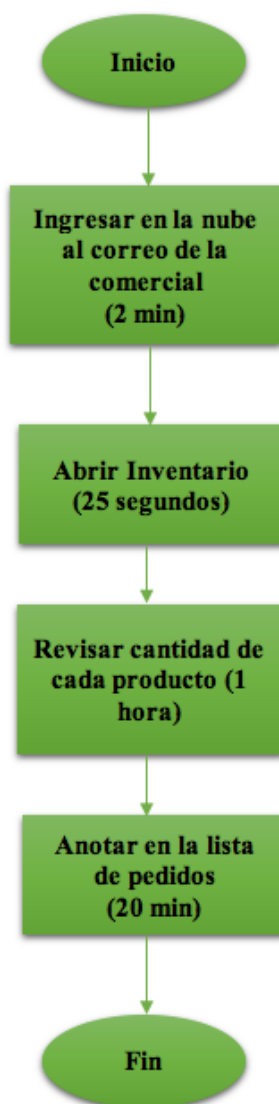 Inicio
Ingresar en la nube
al correo de la
comercial
(2 min)
Abrir Inventario
(25 segundos)
Revisar cantidad de
cada producto (1
hora)
Anotar en la lista
de pedidos
(20 min)
Fin